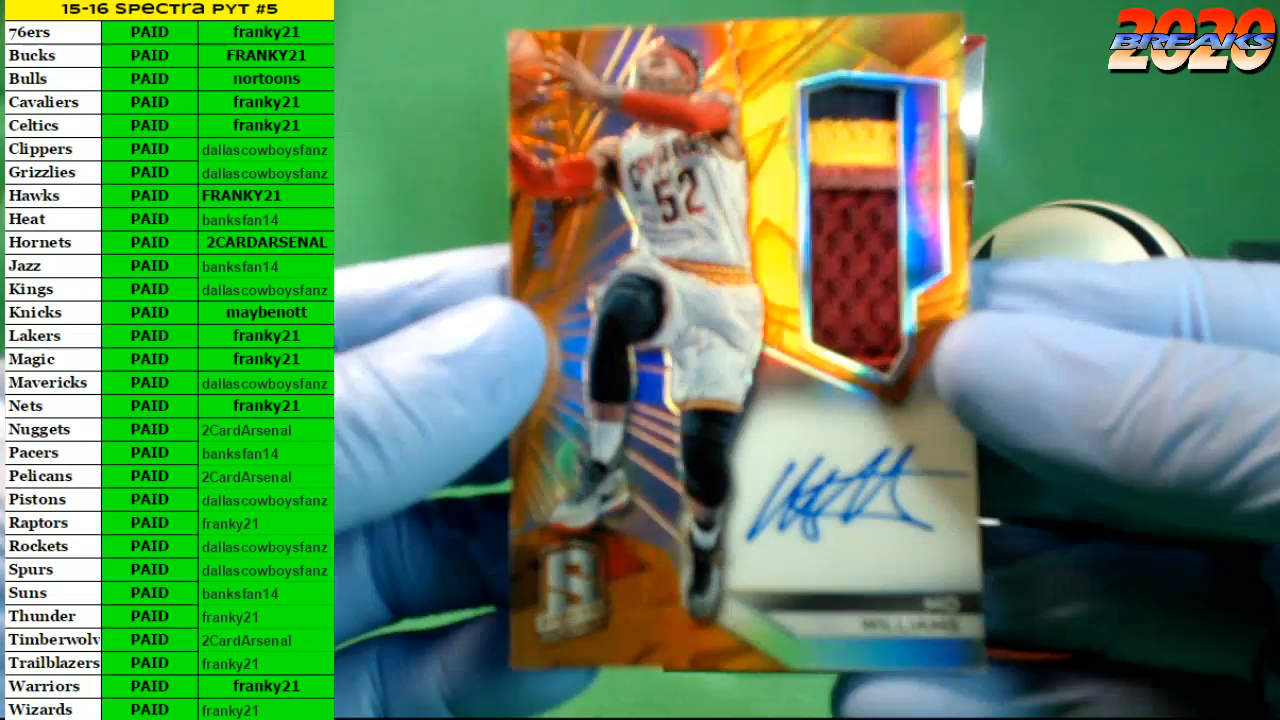 15-16 Spectra PYT #5
76ers PAID franky21
Bucks PAID FRANKY21
Bulls PAID nortoons
Cavaliers PAID franky21
Celtics PAID franky21
Clippers PAID dallascowboysfanz
Grizzlies PAID dallascowboysfanz
Hawks PAID FRANKY21
Heat PAID banksfan14
Hornets PAID 2CARDARSENAL
Jazz PAID banksfan14
Kings PAID dallascowboysfanz
Knicks PAID maybenott
Lakers PAID franky21
Magic PAID franky21
Mavericks PAID dallascowboysfanz
Nets PAID franky21
Nuggets PAID 2CardArsenal
Pacers PAID banksfan14
Pelicans PAID 2CardArsenal
Pistons PAID dallascowboysfanz
Raptors PAID franky21
Rockets PAID dallascowboysfanz
Spurs PAID dallascowboysfanz
Suns PAID banksfan14
Thunder PAID franky21
Timberwolv PAID 2CardArsenal
Trailblazers PAID franky21
Warriors PAID franky21
Wizards PAID franky21
2020
BREAKS
52
MO
WILLIAMS